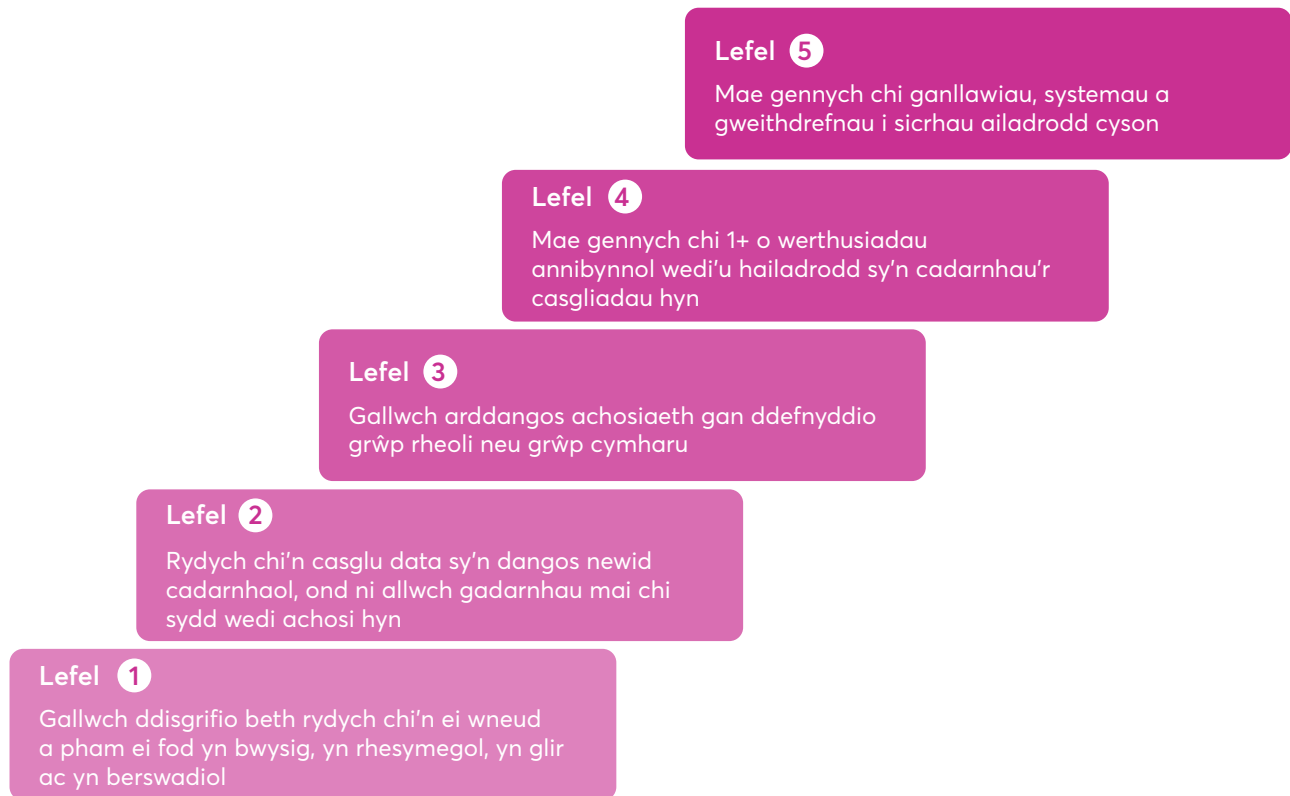 Lefel 5
Mae gennych chi ganllawiau, systemau a
gweithdrefnau i sicrhau ailadrodd cyson
Lefel 4
Mae gennych chi 1+ o werthusiadau
annibynnol wedi'u hailadrodd sy'n cadarnhau'r
casgliadau hyn
Lefel 3
Gallwch arddangos achosiaeth gan ddefnyddio
grŵp rheoli neu grŵp cymharu
Lefel 2
Rydych chi'n casglu data sy'n dangos newid
cadarnhaol, ond ni allwch gadarnhau mai chi
sydd wedi achosi hyn
Lefel 1
Gallwch ddisgrifio beth rydych chi'n ei wneud
a pham ei fod yn bwysig, yn rhesymegol, yn glir
ac yn berswadiol